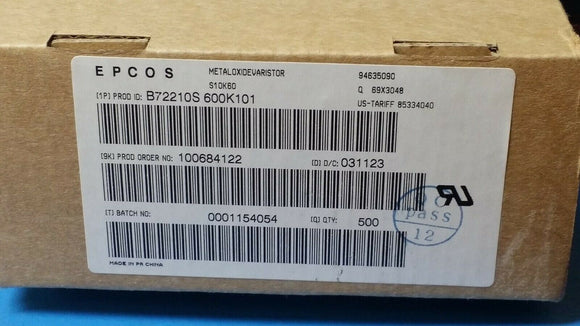 EPCOS METALOXIDEVARISTOR 94635090
S10K60 Q 69X3048
[1P] PROD ID: B72210S 600K101 US-TARIFF 85334040
[9K] PROD ORDER NO: 100684122 [D] D/C: 031123
QC
pass
12
[T] BATCH NO: 0001154054 [Q] QTY: 500
MADE IN PR CHINA